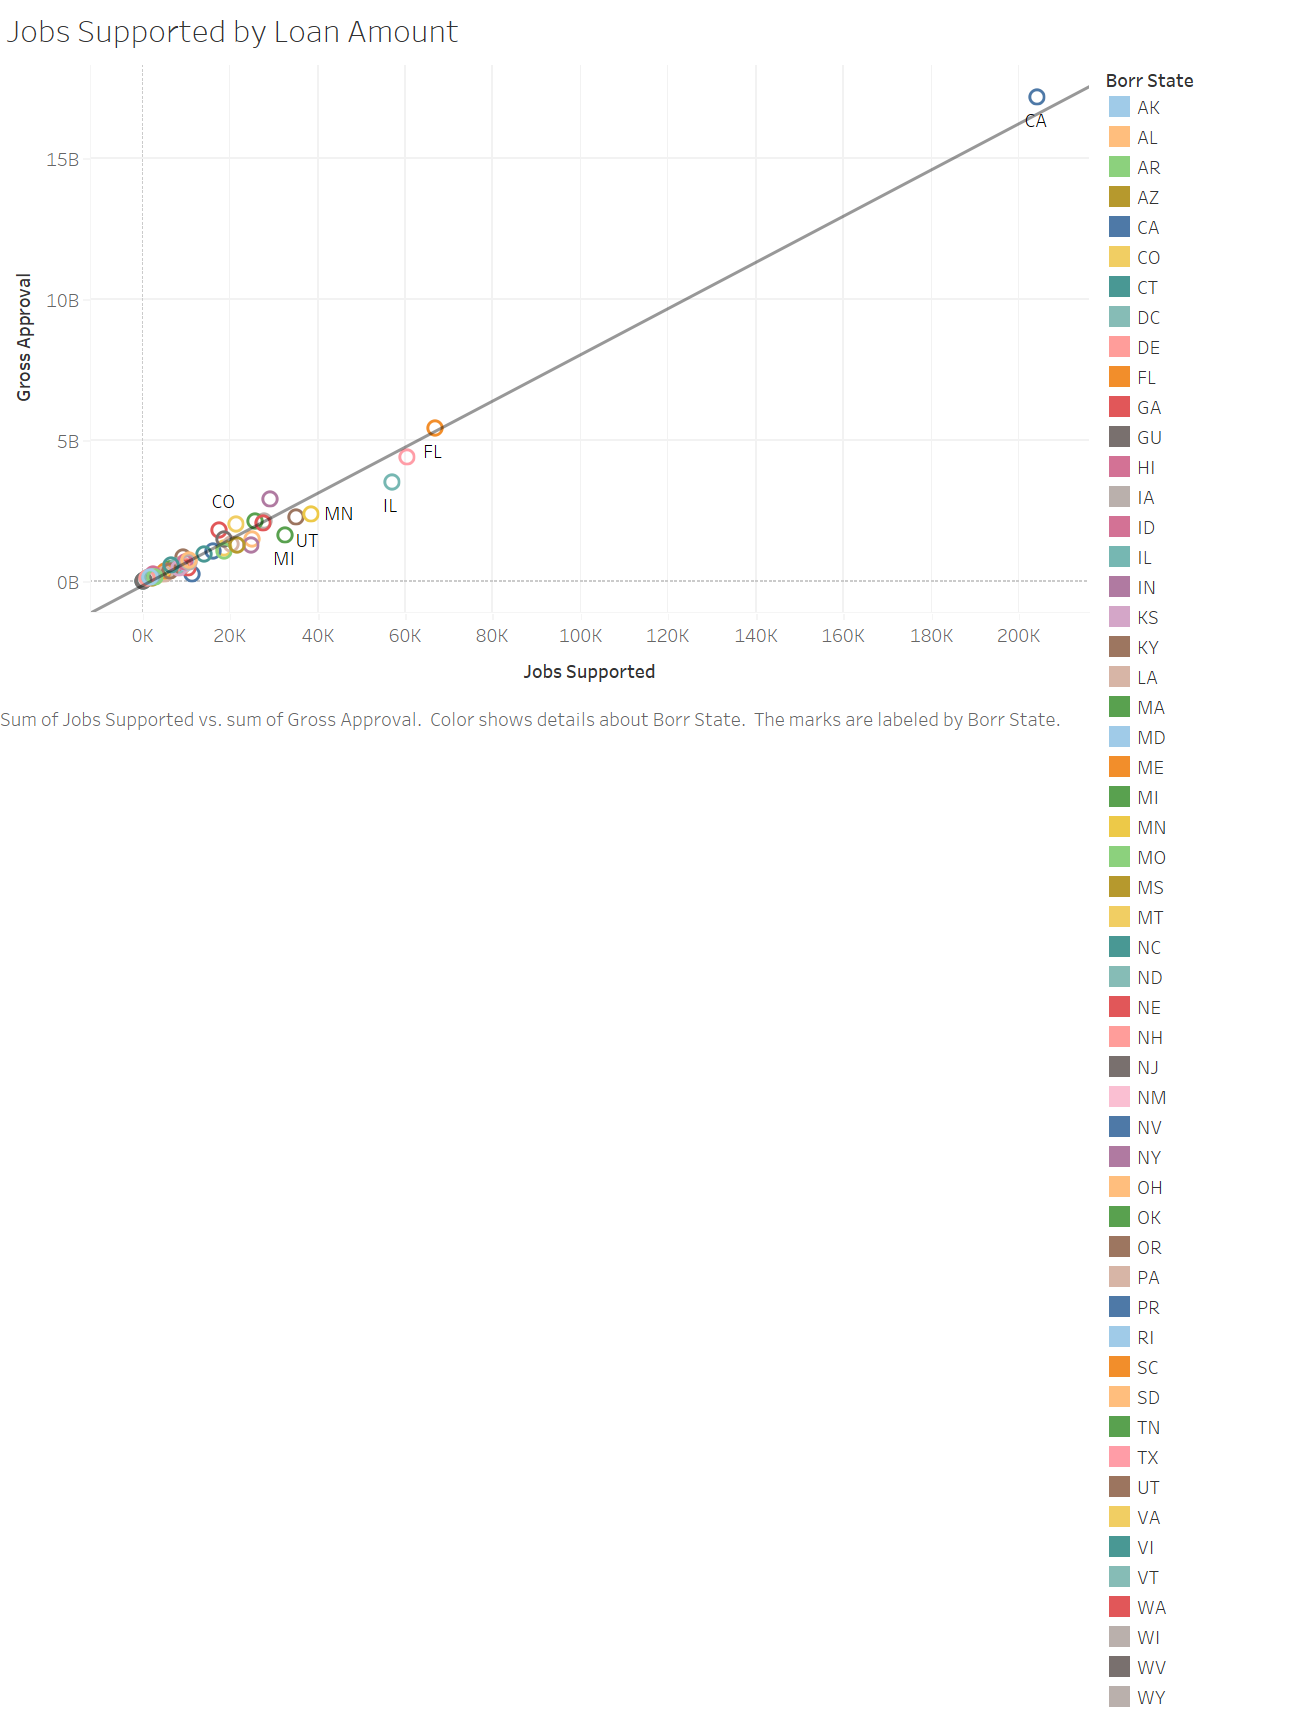 Jobs Supported by Loan Amount
Borr State
AK
AL
AR
AZ
CA
CO
CT
DC
DE
FL
GA
GU
HI
IA
ID
IL
IN
KS
KY
LA
MA
MD
ME
MI
MN
MO
MS
MT
NC
ND
NE
NH
NJ
NM
NV
NY
OH
OK
OR
PA
PR
RI
SC
SD
TN
TX
UT
VA
VI
VT
WA
WI
WV
WY
Gross Approval
15B
10B
5B
0B
CA
FL
IL
CO
MN
UT
MI
0K 20K 40K 60K 80K 100K 120K 140K 160K 180K 200K
Jobs Supported
Sum of Jobs Supported vs. sum of Gross Approval. Color shows details about Borr State. The marks are labeled by Borr State.